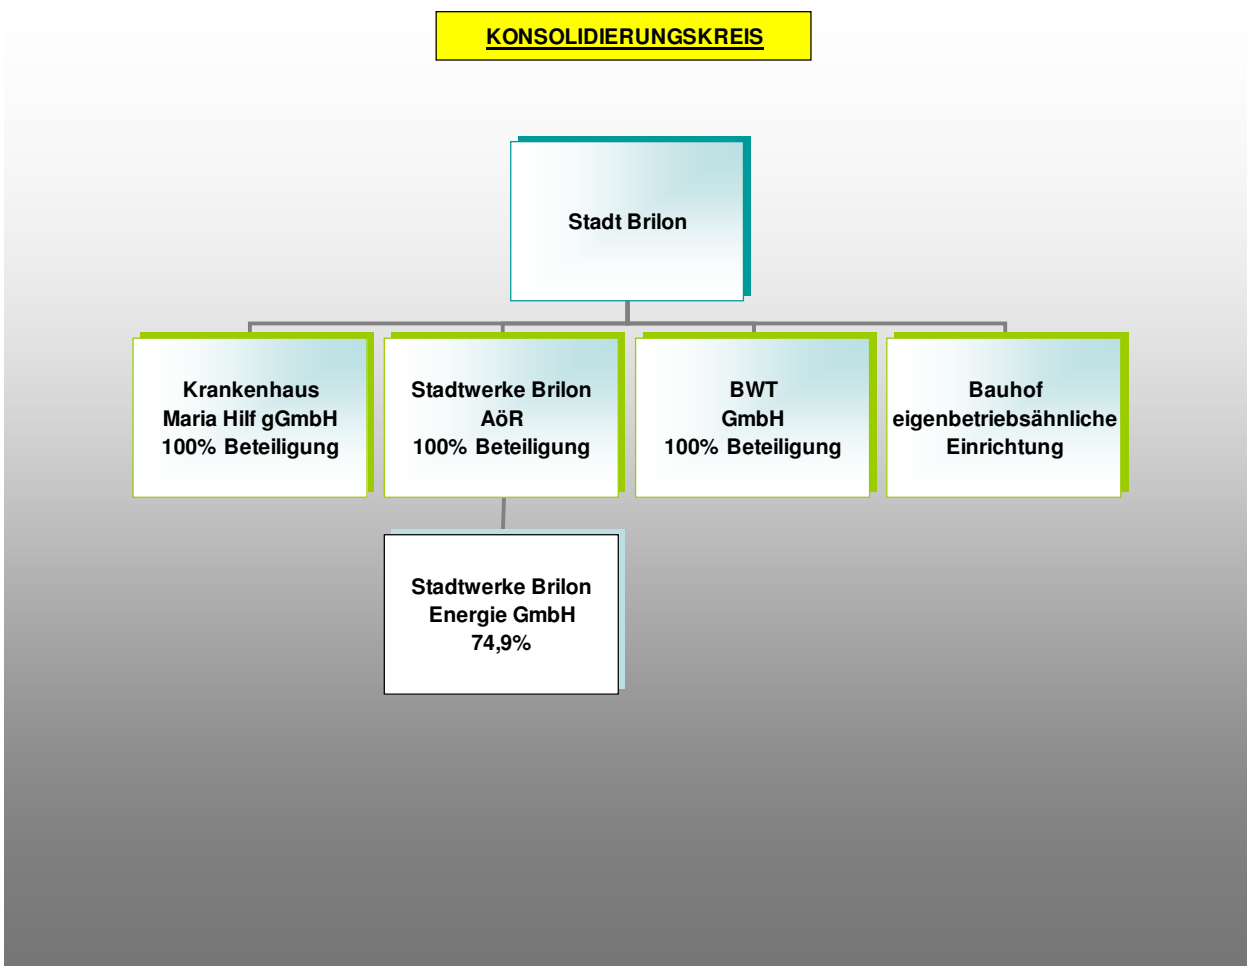 KONSOLIDIERUNGSKREIS
Stadt Brilon
Krankenhaus
Maria Hilf gGmbH
100% Beteiligung
Stadtwerke Brilon
AöR
100% Beteiligung
BWT
GmbH
100% Beteiligung
Bauhof
eigenbetriebsähnliche
Einrichtung
Stadtwerke Brilon
Energie GmbH
74,9%